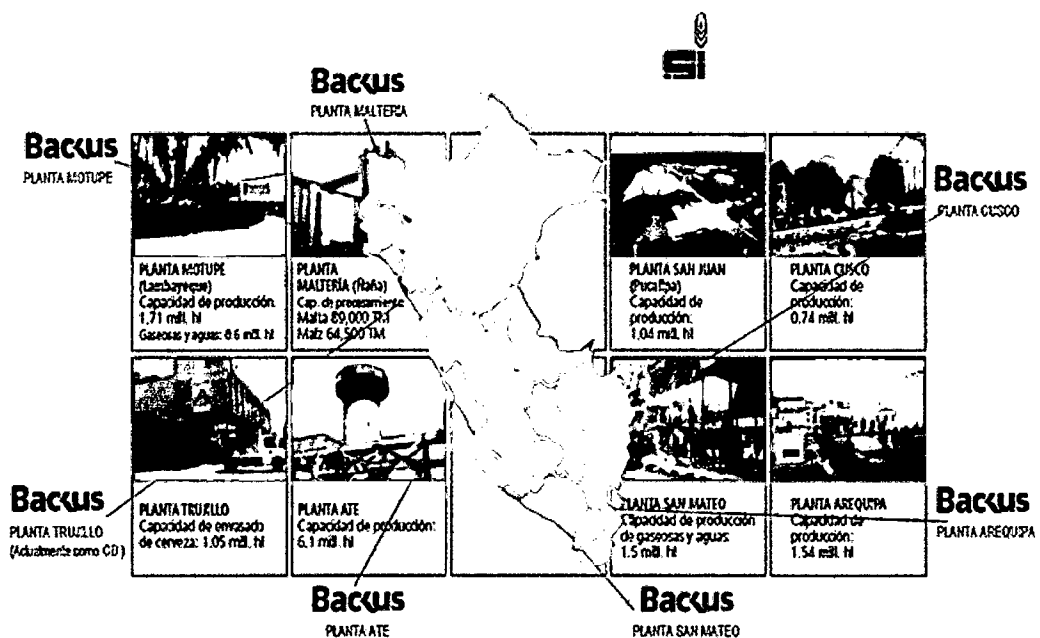 SI
Backus
PLANTA MALTERIA
Backus
PLANTA MOTUPE
Backus
PLANTA CUSCO
PLANTA MOTUPE
(Lambayeque)
Capacidad de producción:
1,71 mill. hl
Gaseosas y aguas: 0.6 mill. hl
PLANTA
MALTERÍA (Ñaña)
Cap. de procesamiento
Malta 89,000 TM
Maíz 64,500 TM
PLANTA SAN JUAN
(Pucallpa)
Capacidad de
producción:
1,04 mill. hl
PLANTA CUSCO
Capacidad de
producción:
0,74 mill. hl
Backus
PLANTA TRUJILLO
(Actualmente como CD)
PLANTA TRUJILLO
Capacidad de envasado
de cerveza: 1.05 mill. hl
PLANTA ATE
Capacidad de producción:
6,1 mill. hl
PLANTA SAN MATEO
Capacidad de producción
de gaseosas y aguas:
1.5 mill. hl
PLANTA AREQUIPA
Capacidad de
producción:
1.54 mill. hl
Backus
PLANTA AREQUIPA
Backus
PLANTA ATE
Backus
PLANTA SAN MATEO